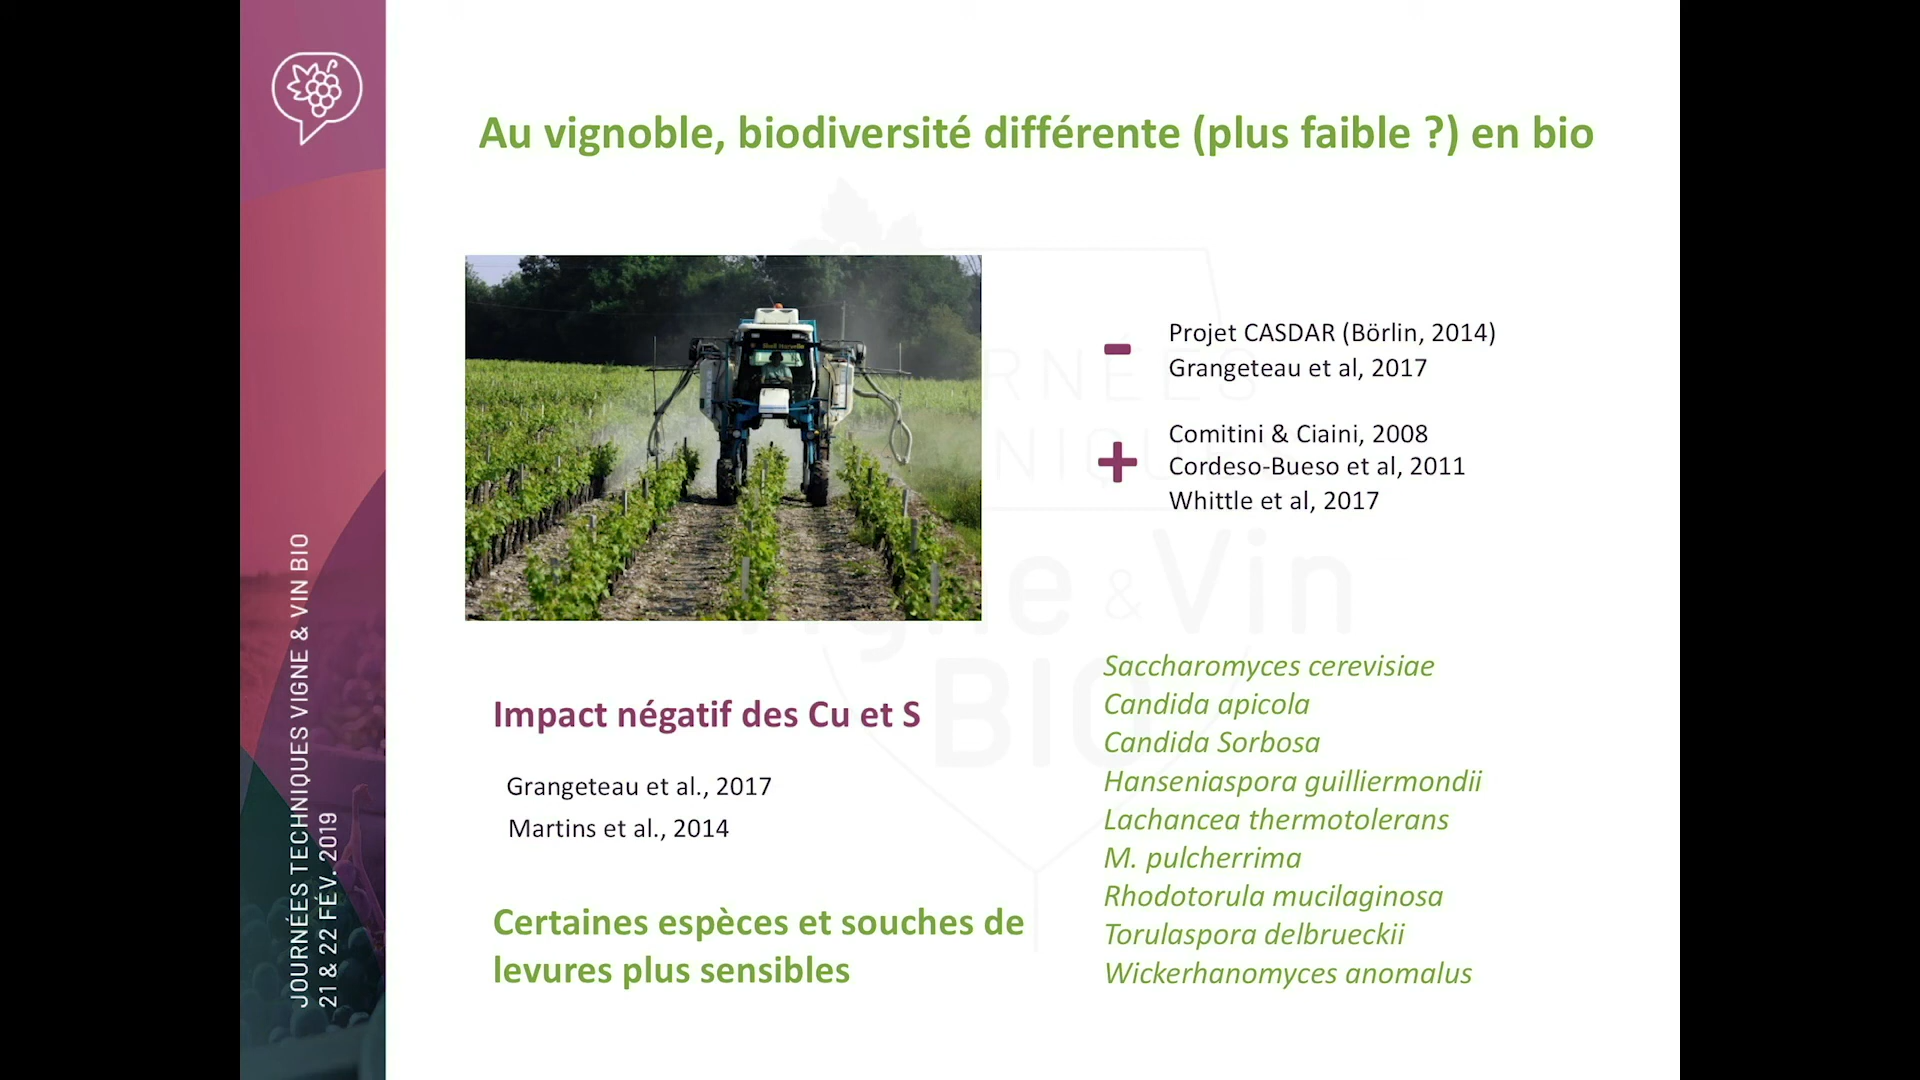 Au vignoble, biodiversité différente (plus faible ?) en bio
-
Projet CASDAR (Börlin, 2014)
Grangeteau et al, 2017
+
Comitini & Ciaini, 2008
Cordeso-Bueso et al, 2011
Whittle et al, 2017
Impact négatif des Cu et S
Grangeteau et al., 2017
Martins et al., 2014
Certaines espèces et souches de
levures plus sensibles
Saccharomyces cerevisiae
Candida apicola
Candida Sorbosa
Hanseniaspora guilliermondii
Lachancea thermotolerans
M. pulcherrima
Rhodotorula mucilaginosa
Torulaspora delbrueckii
Wickerhanomyces anomalus
JOURNÉES TECHNIQUES VIGNE & VIN BIO
21 & 22 FÉV. 2019